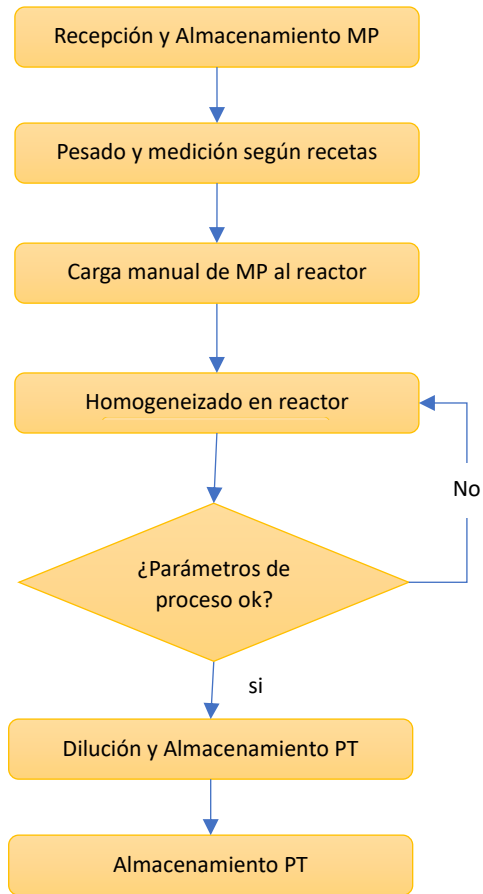 Recepción y Almacenamiento MP
Pesado y medición según recetas
Carga manual de MP al reactor
Homogeneizado en reactor
No
¿Parámetros de
proceso ok?
si
Dilución y Almacenamiento PT
Almacenamiento PT